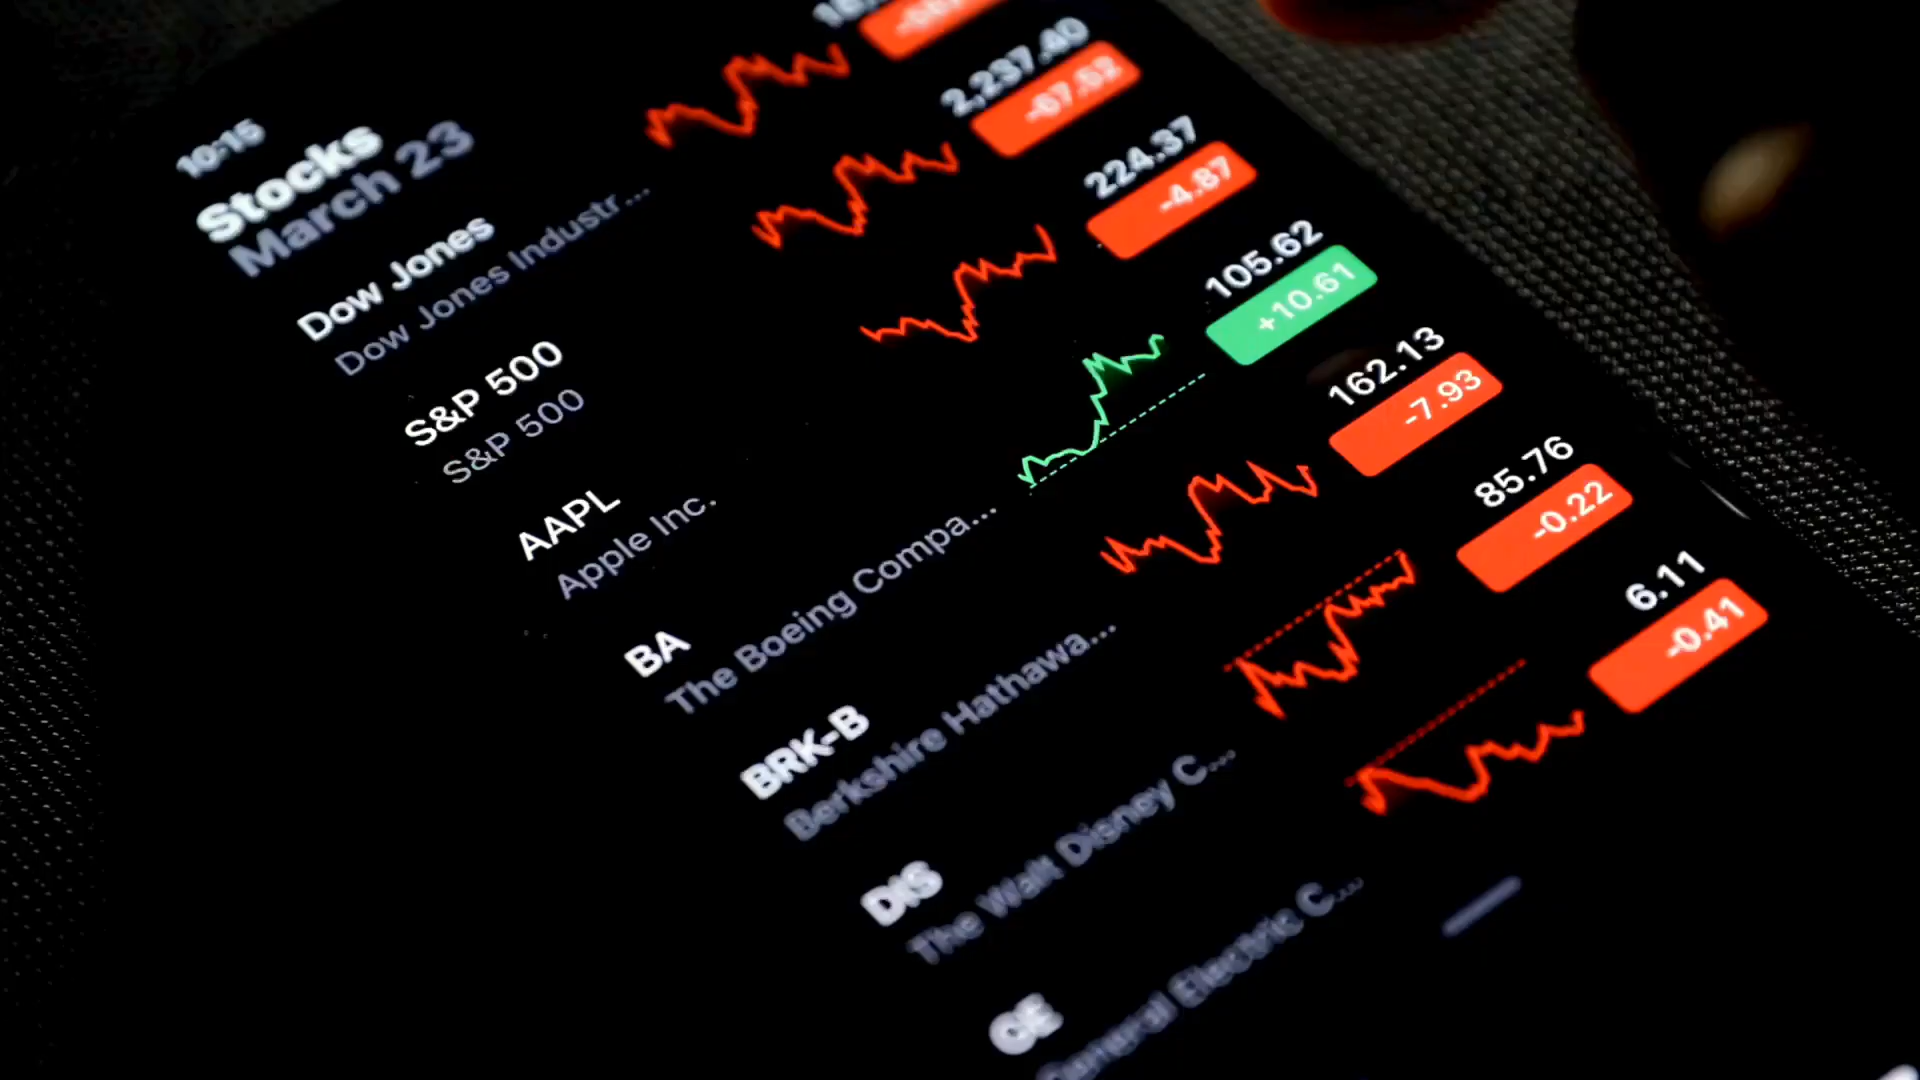 10:15
Stocks
March 23
Dow Jones
Dow Jones Industr...
S&P 500
S&P 500
2,237.40
-67.52
AAPL
Apple Inc.
224.37
-4.87
BA
The Boeing Compa...
105.62
+10.61
BRK-B
Berkshire Hathawa...
162.13
-7.93
DIS
The Walt Disney C...
85.76
-0.22
GE
General Electric C...
6.11
-0.41